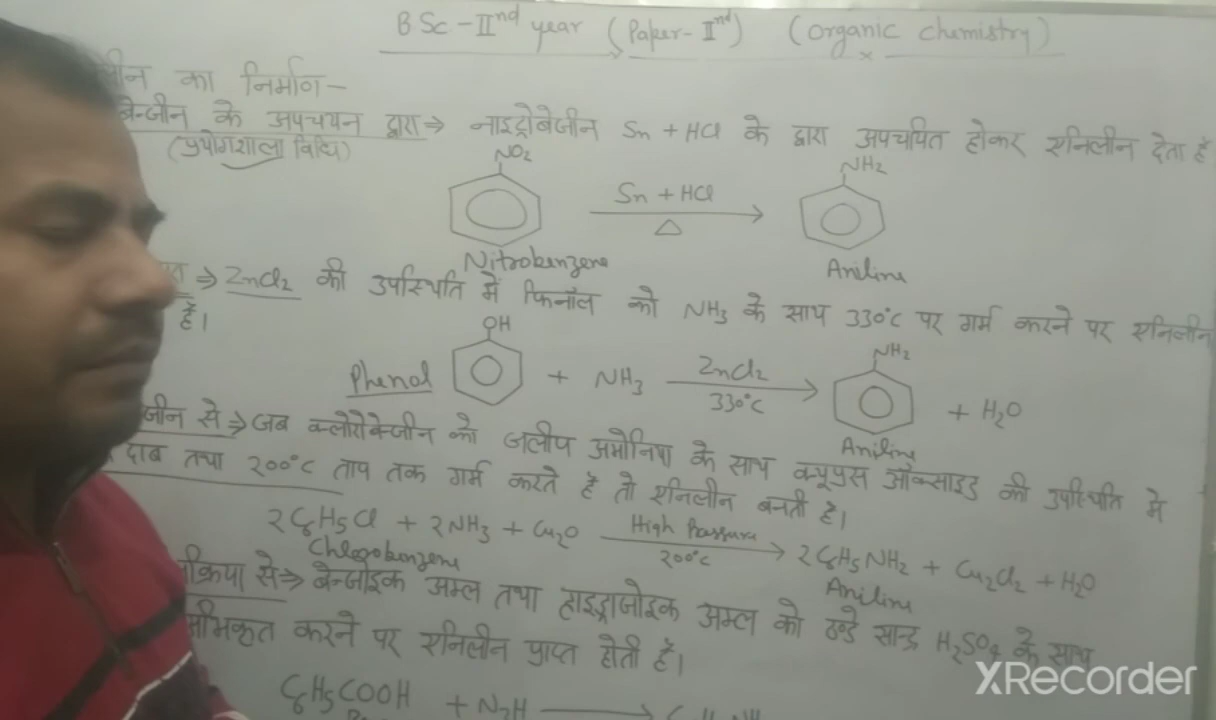 BSc-IInd year (Paper-IInd) (Organic chemistry)
का निर्माण-
के अपचयन द्वारा⇒ नाइट्रोबेंजीन Sn + HCl के द्वारा अपचयित होकर एनिलीन देता है
(प्रयोगशाला विधि)
NO2
NH2
Sn + HCl
△
Nitrobenzene
Aniline
⇒ ZnCl2 की उपस्थिति में फिनॉल को NH3 के साथ 330°C पर गर्म करने पर एनिलीन
है।
OH
NH2
Phenol + NH3 ZnCl2 + H2O
330°C
Aniline
से⇒ जब क्लोरोबेन्जीन को जलीय अमोनिया के साथ क्यूप्रस ऑक्साइड की उपस्थिति में
दाब तथा 200°C ताप तक गर्म करते हैं तो एनिलीन बनती है।
2C6H5Cl + 2NH3 + Cu2O High Pressure → 2C6H5NH2 + Cu2Cl2 + H2O
200°C
Chlorobenzene
Aniline
से⇒ बेन्जोइक अम्ल तथा हाइड्राजोइक अम्ल को ठण्डे सान्द्र H2SO4 के साथ
करने पर एनिलीन प्राप्त होती है।
C6H5COOH + N3H →
XRecorder